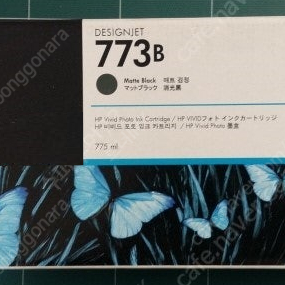 DESIGNJET
773B
Matte Black 매트 검정
マットブラック 消光黑
HP Vivid Photo Ink Cartridge / HP VIVIDフォト インクカートリッジ
HP 비비드 포토 잉크 카트리지 / HP Vivid Photo 墨盒
775 ml